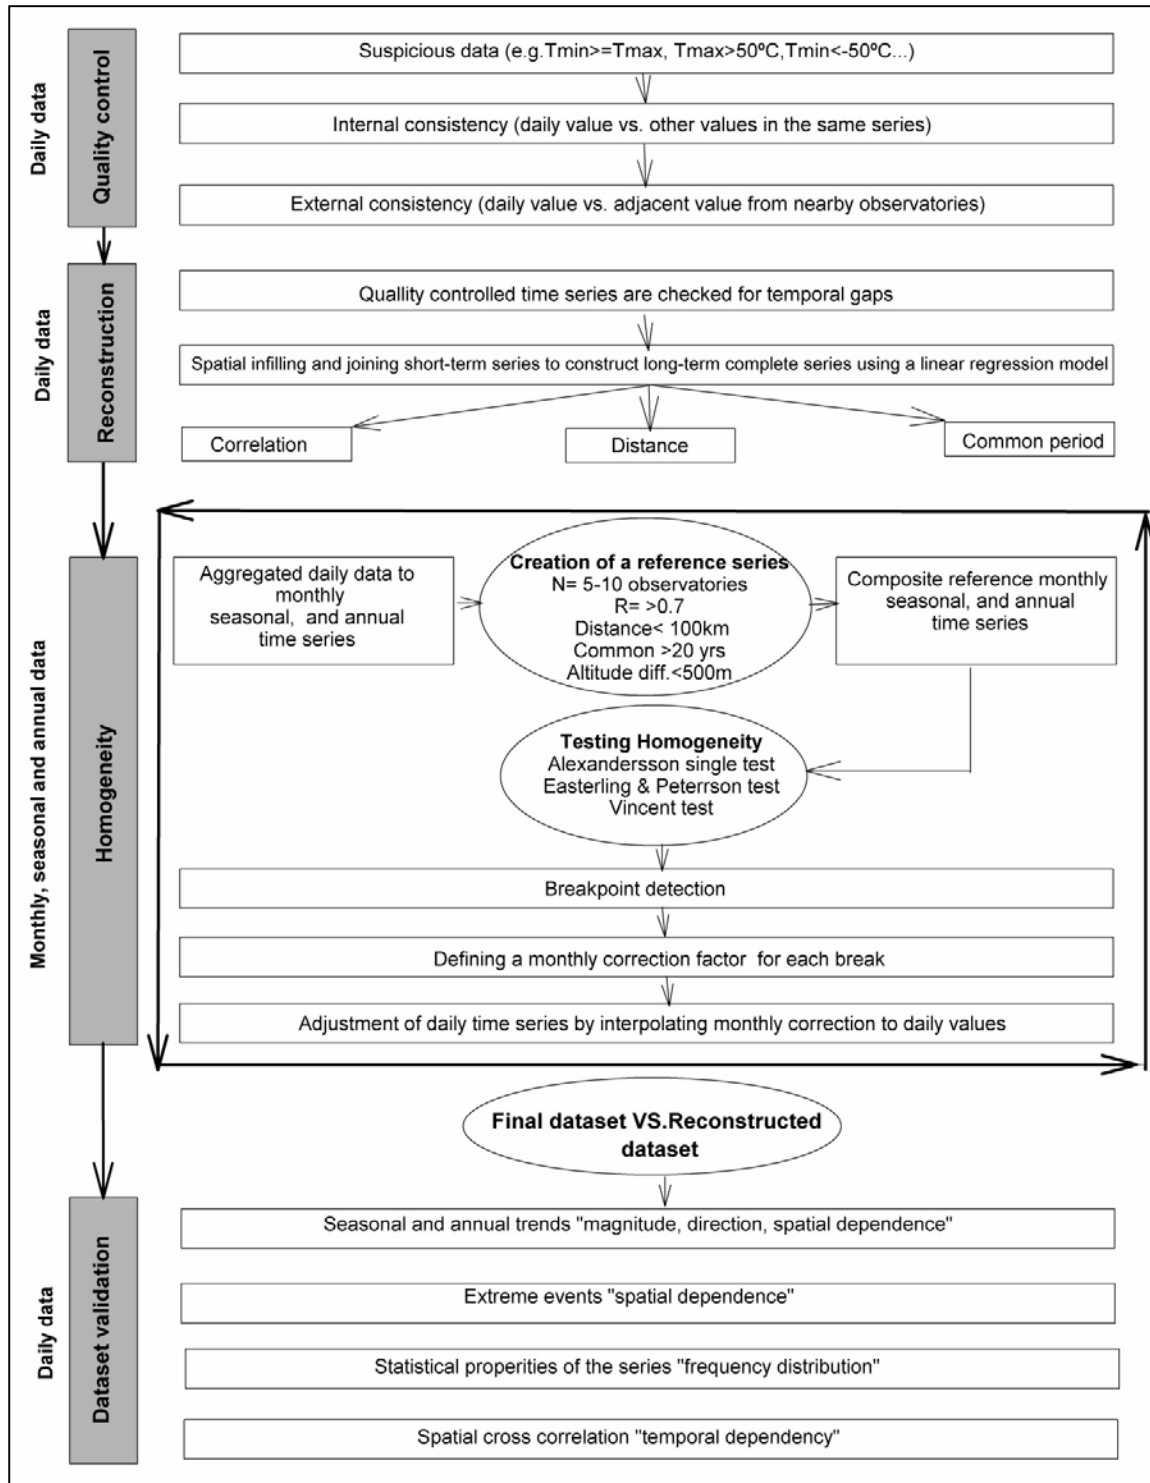 Daily data
Quality control
Suspicious data (e.g.Tmin>=Tmax, Tmax>50ºC,Tmin<-50ºC...)
Internal consistency (daily value vs. other values in the same series)
External consistency (daily value vs. adjacent value from nearby observatories)
Daily data
Reconstruction
Quallity controlled time series are checked for temporal gaps
Spatial infilling and joining short-term series to construct long-term complete series using a linear regression model
Correlation
Distance
Common period
Monthly, seasonal and annual data
Homogeneity
Aggregated daily data to
monthly
seasonal, and annual
time series
Creation of a reference series
N= 5-10 observatories
R= >0.7
Distance< 100km
Common >20 yrs
Altitude diff.<500m
Composite reference monthly
seasonal, and annual
time series
Testing Homogeneity
Alexandersson single test
Easterling & Peterrson test
Vincent test
Breakpoint detection
Defining a monthly correction factor for each break
Adjustment of daily time series by interpolating monthly correction to daily values
Final dataset VS.Reconstructed
dataset
Daily data
Dataset validation
Seasonal and annual trends "magnitude, direction, spatial dependence"
Extreme events "spatial dependence"
Statistical properities of the series "frequency distribution"
Spatial cross correlation "temporal dependency"